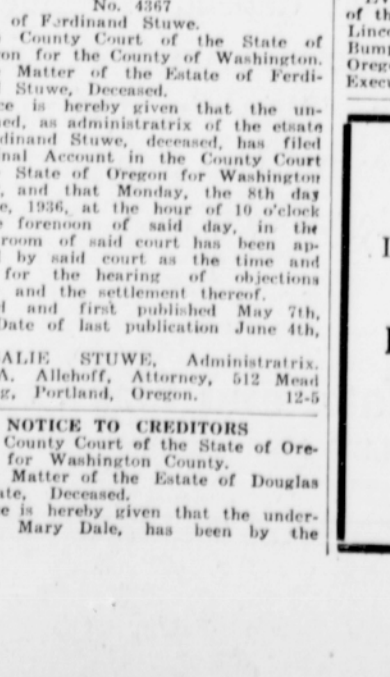 No. 4367
of Ferdinand Stuwe.
County Court of the State of
on for the County of Washington.
Matter of the Estate of Ferdi-
Stuwe, Deceased.
ce is hereby given that the un-
ed, as administratrix of the etsate
dinand Stuwe, deceased, has filed
nal Account in the County Court
State of Oregon for Washington
, and that Monday, the 8th day
e, 1936, at the hour of 10 o'clock
forenoon of said day, in the
room of said court has been ap-
by said court as the time and
for the hearing of objections
and the settlement thereof.
d and first published May 7th,
Date of last publication June 4th,
ALIE STUWE, Administratrix.
A. Allehoff, Attorney, 512 Mead
g, Portland, Oregon. 12-5
NOTICE TO CREDITORS
County Court of the State of Ore-
for Washington County.
Matter of the Estate of Douglas
ate, Deceased.
e is hereby given that the under-
Mary Dale, has been by the
of th
Linco
Bump
Orego
Execu